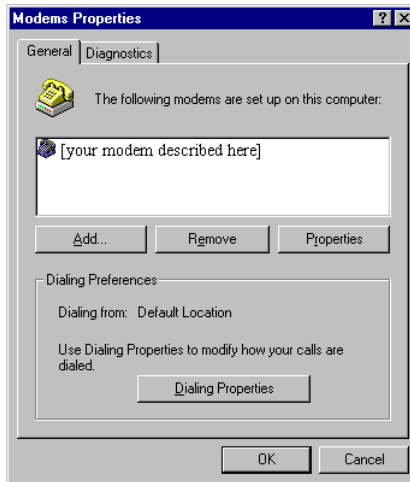 Modems Properties
General Diagnostics
The following modems are set up on this computer:
[your modem described here]
Add... Remove Properties
Dialing Preferences
Dialing from: Default Location
Use Dialing Properties to modify how your calls are
dialed.
Dialing Properties
OK Cancel